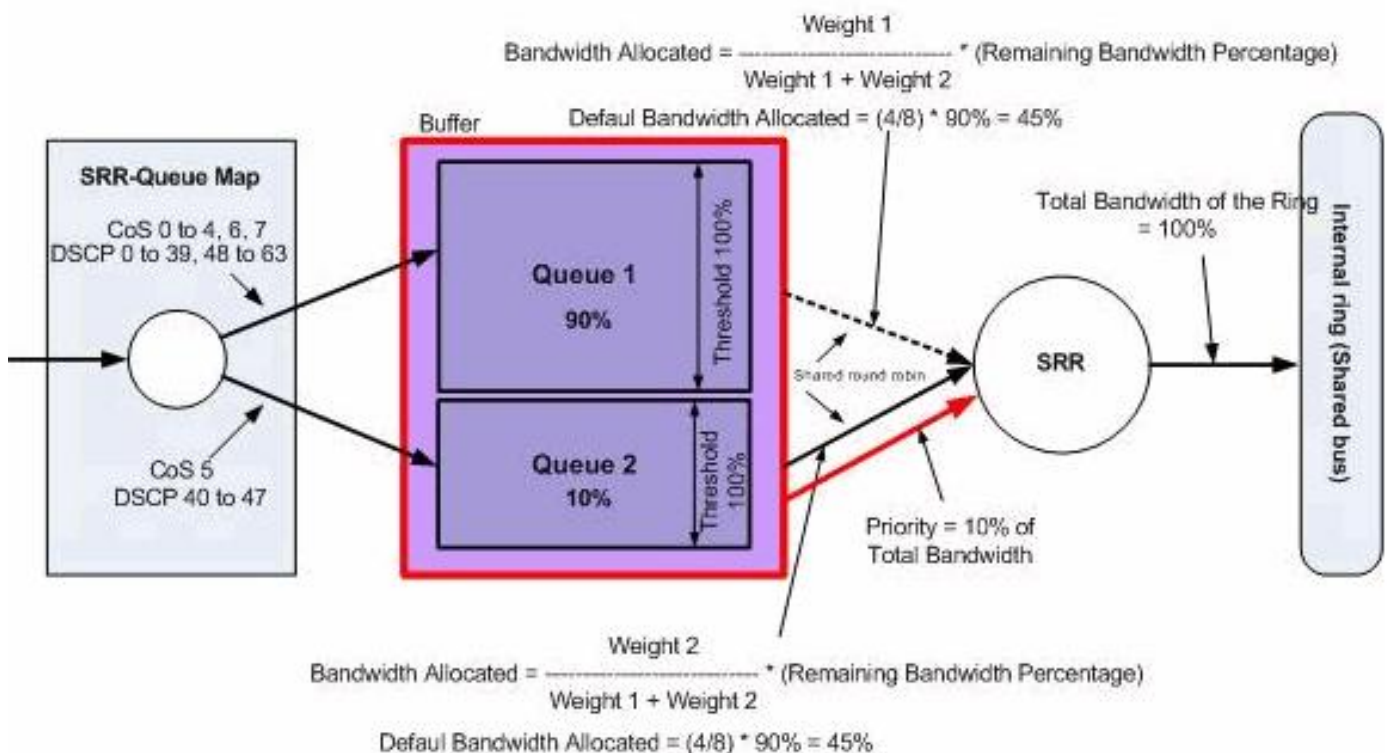 Weight 1
Bandwidth Allocated = * (Remaining Bandwidth Percentage)
Weight 1 + Weight 2
Defaul Bandwidth Allocated = (4/8) * 90% = 45%
Buffer
SRR-Queue Map
CoS 0 to 4, 6, 7
DSCP 0 to 39, 48 to 63
CoS 5
DSCP 40 to 47
Queue 1
90%
Threshold 100%
Queue 2
10%
Threshold
100%
Shared round robin
SRR
Total Bandwidth of the Ring
= 100%
Priority = 10% of
Total Bandwidth
Internal ring (Shared bus)
Weight 2
Bandwidth Allocated = * (Remaining Bandwidth Percentage)
Weight 1 + Weight 2
Defaul Bandwidth Allocated = (4/8) * 90% = 45%